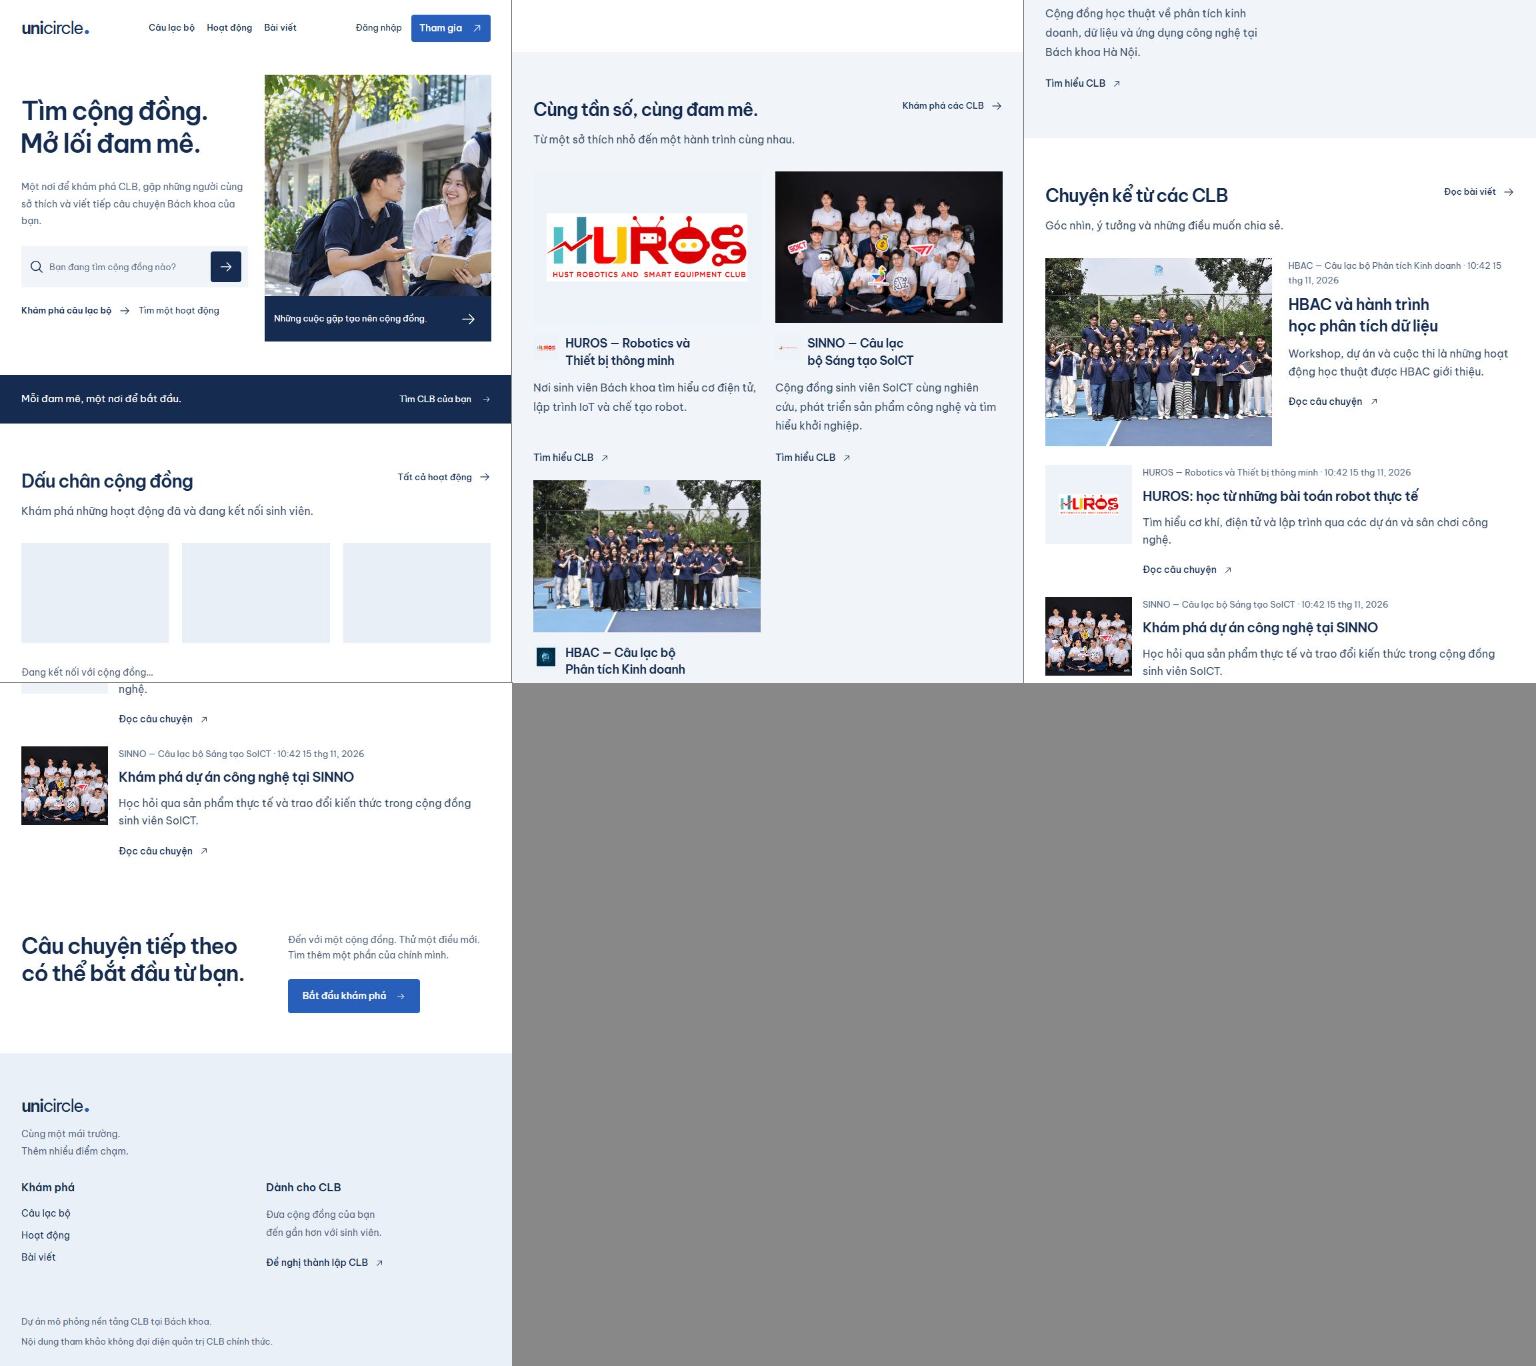 unicircle.
Câu lạc bộ
Hoạt động
Bài viết
Đăng nhập
Tham gia
Tìm cộng đồng.
Mở lối đam mê.
Một nơi để khám phá CLB, gặp những người cùng
sở thích và viết tiếp câu chuyện Bách khoa của
bạn.
Bạn đang tìm cộng đồng nào?
Khám phá câu lạc bộ
Tìm một hoạt động
Những cuộc gặp tạo nên cộng đồng.
Mỗi đam mê, một nơi để bắt đầu.
Tìm CLB của bạn
Dấu chân cộng đồng
Tất cả hoạt động
Khám phá những hoạt động đã và đang kết nối sinh viên.
Đang kết nối với cộng đồng...
Cùng tần số, cùng đam mê.
Khám phá các CLB
Từ một sở thích nhỏ đến một hành trình cùng nhau.
HUROS
HUST ROBOTICS AND SMART EQUIPMENT CLUB
SOICT
HUROS — Robotics và
Thiết bị thông minh
Nơi sinh viên Bách khoa tìm hiểu cơ điện tử,
lập trình IoT và chế tạo robot.
Tìm hiểu CLB
SINNO — Câu lạc
bộ Sáng tạo SoICT
Cộng đồng sinh viên SoICT cùng nghiên
cứu, phát triển sản phẩm công nghệ và tìm
hiểu khởi nghiệp.
Tìm hiểu CLB
HBAC — Câu lạc bộ
Phân tích Kinh doanh
Cộng đồng học thuật về phân tích kinh
doanh, dữ liệu và ứng dụng công nghệ tại
Bách khoa Hà Nội.
Tìm hiểu CLB
Chuyện kể từ các CLB
Đọc bài viết
Góc nhìn, ý tưởng và những điều muốn chia sẻ.
HBAC — Câu lạc bộ Phân tích Kinh doanh · 10:42 15
thg 11, 2026
HBAC và hành trình
học phân tích dữ liệu
Workshop, dự án và cuộc thi là những hoạt
động học thuật được HBAC giới thiệu.
Đọc câu chuyện
HUROS
HUROS — Robotics và Thiết bị thông minh · 10:42 15 thg 11, 2026
HUROS: học từ những bài toán robot thực tế
Tìm hiểu cơ khí, điện tử và lập trình qua các dự án và sân chơi công
nghệ.
Đọc câu chuyện
SINNO — Câu lạc bộ Sáng tạo SoICT · 10:42 15 thg 11, 2026
Khám phá dự án công nghệ tại SINNO
Học hỏi qua sản phẩm thực tế và trao đổi kiến thức trong cộng đồng
sinh viên SoICT.
nghệ.
Đọc câu chuyện
SINNO — Câu lạc bộ Sáng tạo SoICT · 10:42 15 thg 11, 2026
Khám phá dự án công nghệ tại SINNO
Học hỏi qua sản phẩm thực tế và trao đổi kiến thức trong cộng đồng
sinh viên SoICT.
Đọc câu chuyện
Câu chuyện tiếp theo
có thể bắt đầu từ bạn.
Đến với một cộng đồng. Thử một điều mới.
Tìm thêm một phần của chính mình.
Bắt đầu khám phá
unicircle.
Cùng một mái trường.
Thêm nhiều điểm chạm.
Khám phá
Câu lạc bộ
Hoạt động
Bài viết
Dành cho CLB
Đưa cộng đồng của bạn
đến gần hơn với sinh viên.
Đề nghị thành lập CLB
Dự án mô phỏng nền tảng CLB tại Bách khoa.
Nội dung tham khảo không đại diện quản trị CLB chính thức.